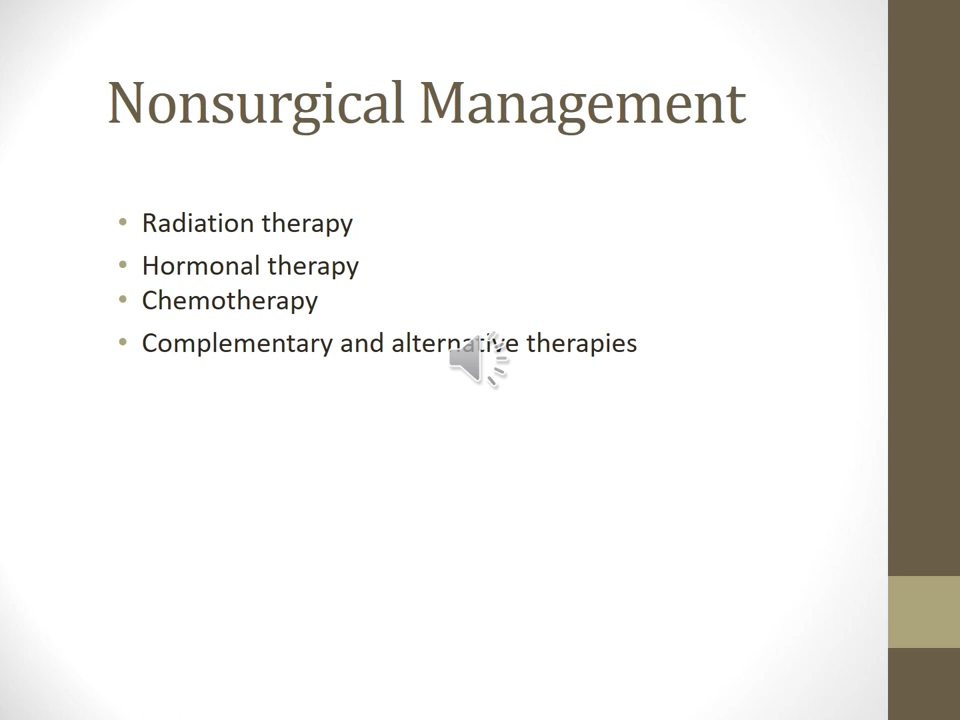 Nonsurgical Management
• Radiation therapy
• Hormonal therapy
• Chemotherapy
• Complementary and alternative therapies